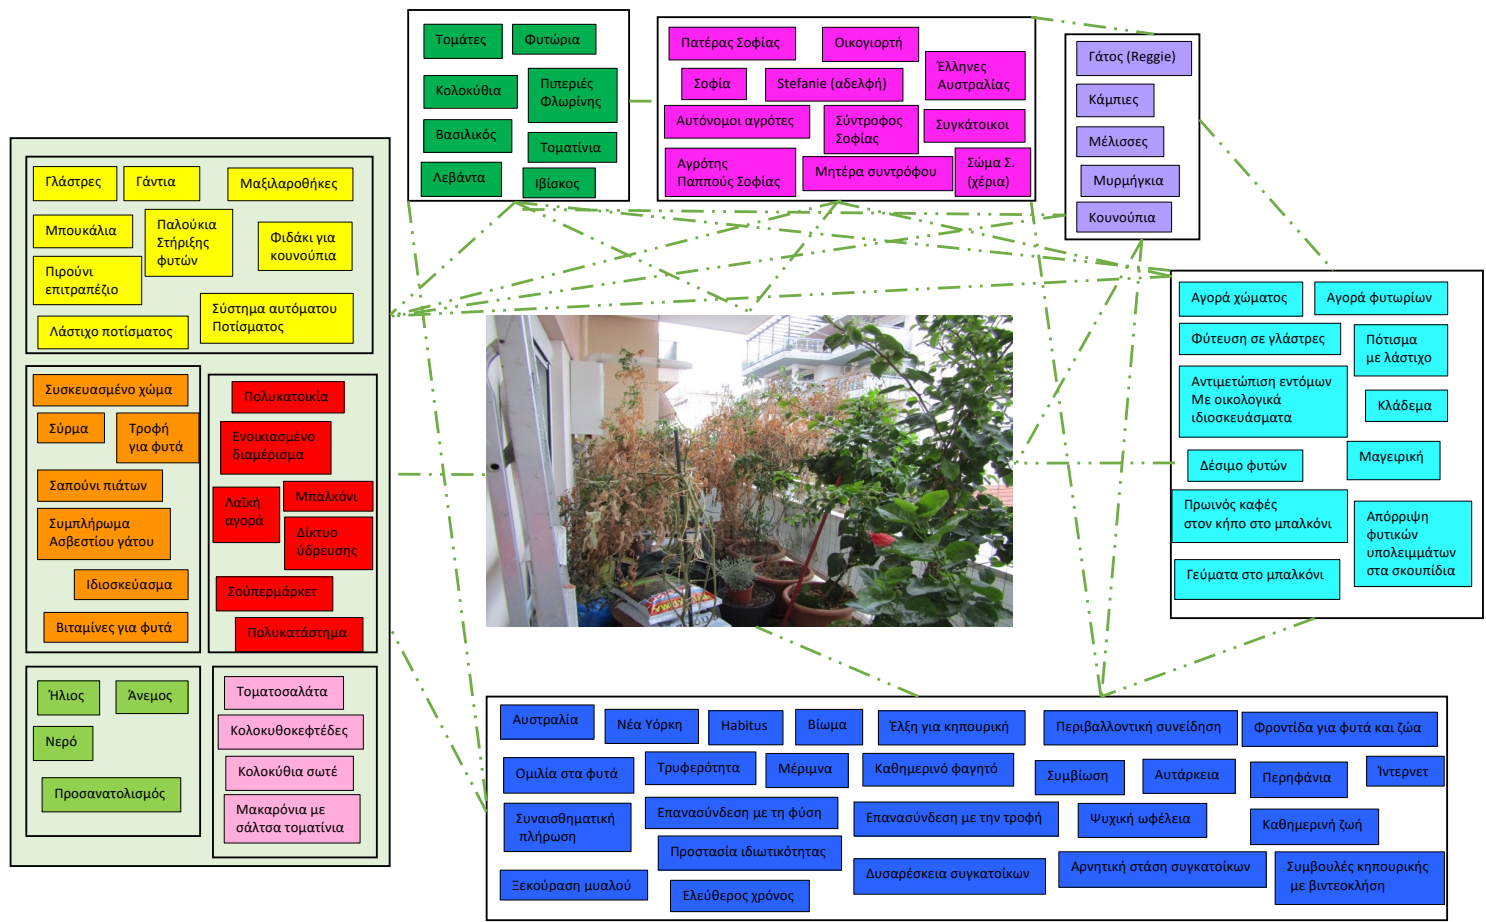 Τομάτες
Φυτώρια
Κολοκύθια
Πιπεριές
Φλωρίνης
Βασιλικός
Τοματίνια
Λεβάντα
Ιβίσκος
Πατέρας Σοφίας
Οικογιορτή
Έλληνες
Αυστραλίας
Σοφία
Stefanie (αδελφή)
Αυτόνομοι αγρότες
Σύντροφος
Σοφίας
Συγκάτοικοι
Αγρότης
Παππούς Σοφίας
Μητέρα συντρόφου
Σώμα Σ.
(χέρια)
Γάτος (Reggie)
Κάμπιες
Μέλισσες
Μυρμήγκια
Κουνούπια
Γλάστρες
Γάντια
Μαξιλαροθήκες
Μπουκάλια
Παλούκια
Στήριξης
φυτών
Φιδάκι για
κουνούπια
Πιρούνι
επιτραπέζιο
Σύστημα αυτόματου
Ποτίσματος
Λάστιχο ποτίσματος
Συσκευασμένο χώμα
Σύρμα
Τροφή
για φυτά
Σαπούνι πιάτων
Συμπλήρωμα
Ασβεστίου γάτου
Ιδιοσκεύασμα
Βιταμίνες για φυτά
Πολυκατοικία
Ενοικιασμένο
διαμέρισμα
Λαϊκή
αγορά
Μπαλκόνι
Δίκτυο
ύδρευσης
Σούπερμάρκετ
Πολυκατάστημα
Ήλιος
Άνεμος
Νερό
Προσανατολισμός
Τοματοσαλάτα
Κολοκυθοκεφτέδες
Κολοκύθια σωτέ
Μακαρόνια με
σάλτσα τοματίνια
Αγορά χώματος
Αγορά φυτωρίων
Φύτευση σε γλάστρες
Πότισμα
με λάστιχο
Αντιμετώπιση εντόμων
Με οικολογικά
ιδιοσκευάσματα
Κλάδεμα
Δέσιμο φυτών
Μαγειρική
Πρωινός καφές
στον κήπο στο μπαλκόνι
Απόρριψη
φυτικών
υπολειμμάτων
στα σκουπίδια
Γεύματα στο μπαλκόνι
Αυστραλία
Νέα Υόρκη
Habitus
Βίωμα
Έλξη για κηπουρική
Περιβαλλοντική συνείδηση
Φροντίδα για φυτά και ζώα
Ομιλία στα φυτά
Τρυφερότητα
Μέριμνα
Καθημερινό φαγητό
Συμβίωση
Αυτάρκεια
Περηφάνια
Ίντερνετ
Συναισθηματική
πλήρωση
Επανασύνδεση με τη φύση
Επανασύνδεση με την τροφή
Ψυχική ωφέλεια
Καθημερινή ζωή
Προστασία ιδιωτικότητας
Ξεκούραση μυαλού
Ελεύθερος χρόνος
Δυσαρέσκεια συγκατοίκων
Αρνητική στάση συγκατοίκων
Συμβουλές κηπουρικής
με βιντεοκλήση